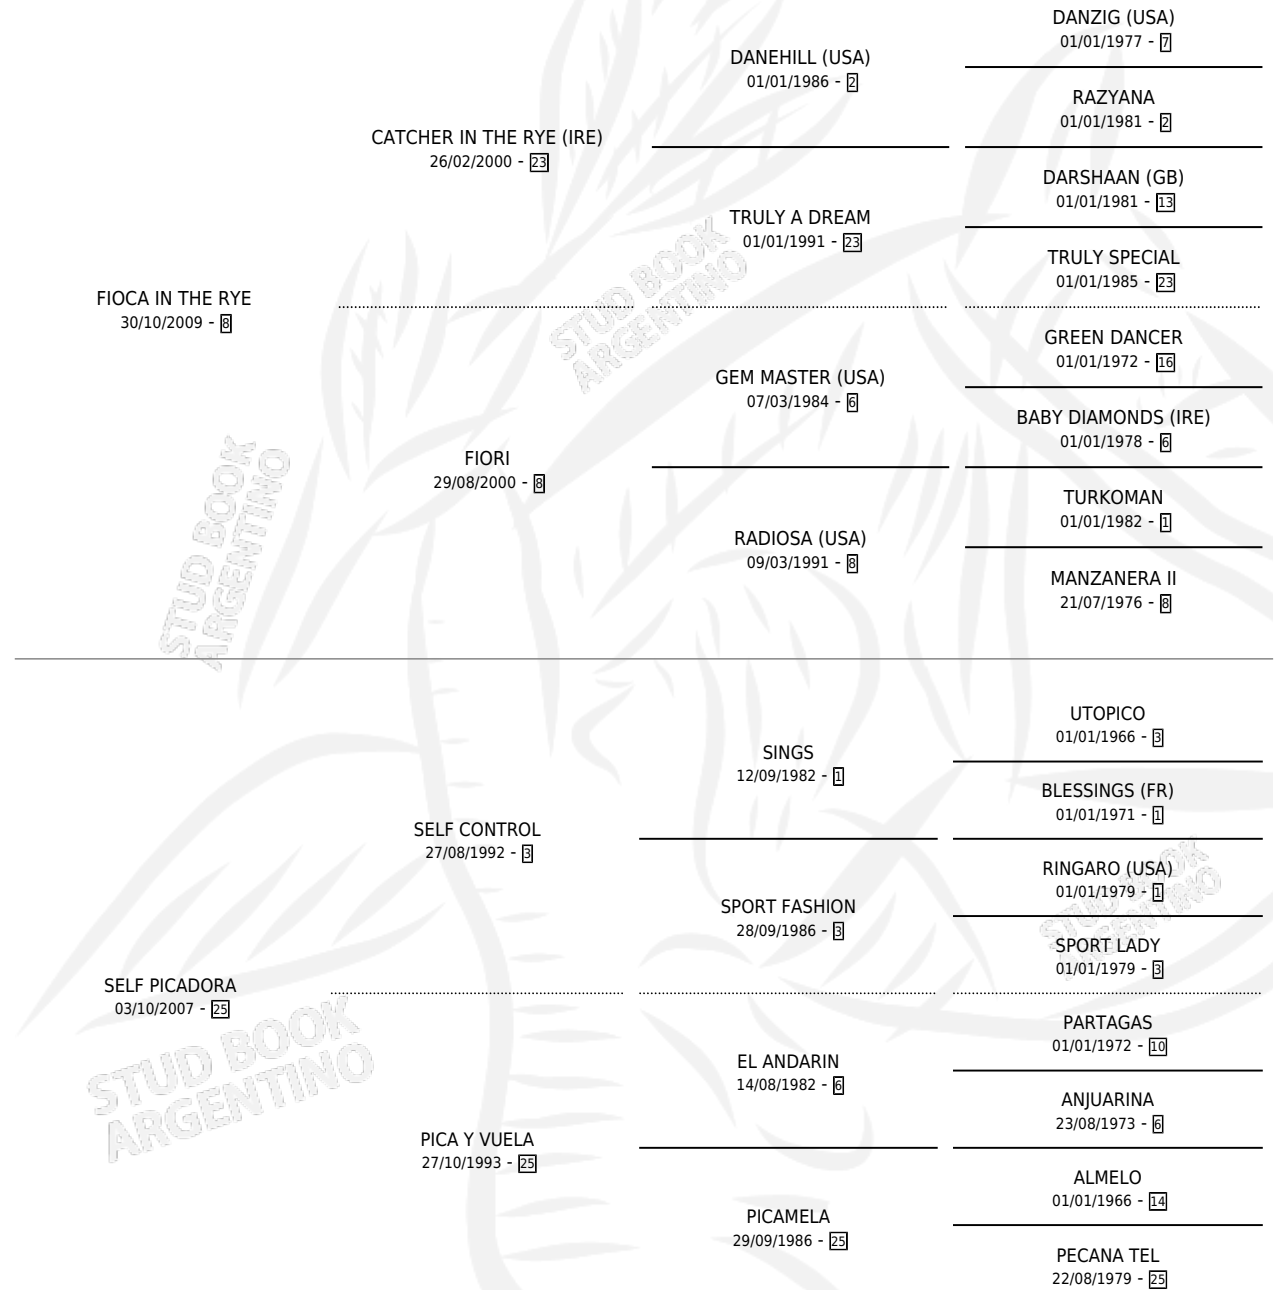 DANZIG (USA)
01/01/1977 - 7
DANEHILL (USA)
01/01/1986 - 2
RAZYANA
01/01/1981 - 2
CATCHER IN THE RYE (IRE)
26/02/2000 - 23
DARSHAAN (GB)
01/01/1981 - 13
TRULY A DREAM
01/01/1991 - 23
TRULY SPECIAL
01/01/1985 - 23
FIOCA IN THE RYE
30/10/2009 - 8
GREEN DANCER
01/01/1972 - 16
GEM MASTER (USA)
07/03/1984 - 6
BABY DIAMONDS (IRE)
01/01/1978 - 6
FIORI
29/08/2000 - 8
TURKOMAN
01/01/1982 - 1
RADIOSA (USA)
09/03/1991 - 8
MANZANERA II
21/07/1976 - 8
STUD BOOK
ARGENTINO
STUD BOOK
ARGENTINO
UTOPICO
01/01/1966 - 3
SINGS
12/09/1982 - 1
BLESSINGS (FR)
01/01/1971 - 1
SELF CONTROL
27/08/1992 - 3
RINGARO (USA)
01/01/1979 - 1
SPORT FASHION
28/09/1986 - 3
SPORT LADY
01/01/1979 - 3
STUD BOOK
ARGENTINO
SELF PICADORA
03/10/2007 - 25
PARTAGAS
01/01/1972 - 10
EL ANDARIN
14/08/1982 - 6
ANJUARINA
23/08/1973 - 6
STUD BOOK
ARGENTINO
PICA Y VUELA
27/10/1993 - 25
ALMELO
01/01/1966 - 14
PICAMELA
29/09/1986 - 25
PECANA TEL
22/08/1979 - 25